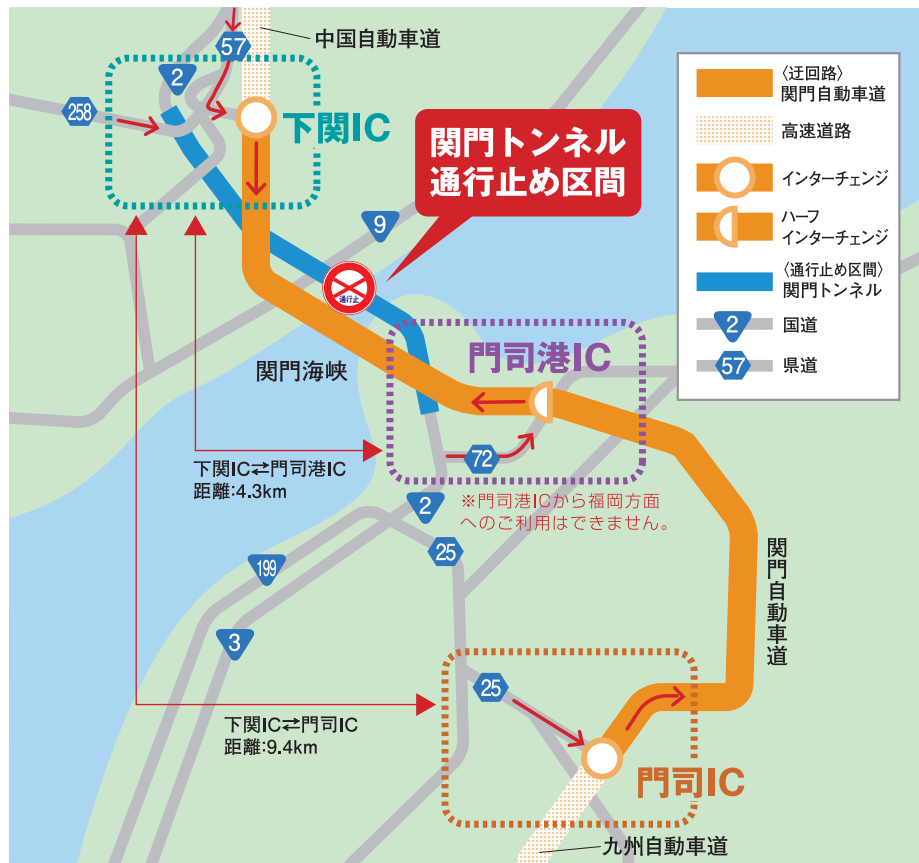 中国自動車道
57
2
258
下関IC
関門トンネル
通行止め区間
9
通行止
関門海峡
門司港IC
72
下関IC⇄門司港IC
距離:4.3km
※門司港ICから福岡方面
へのご利用はできません。
2
25
199
3
関門自動車道
25
下関IC⇄門司IC
距離:9.4km
門司IC
九州自動車道
〈迂回路〉
関門自動車道
高速道路
インターチェンジ
ハーフ
インターチェンジ
〈通行止め区間〉
関門トンネル
2
国道
57
県道